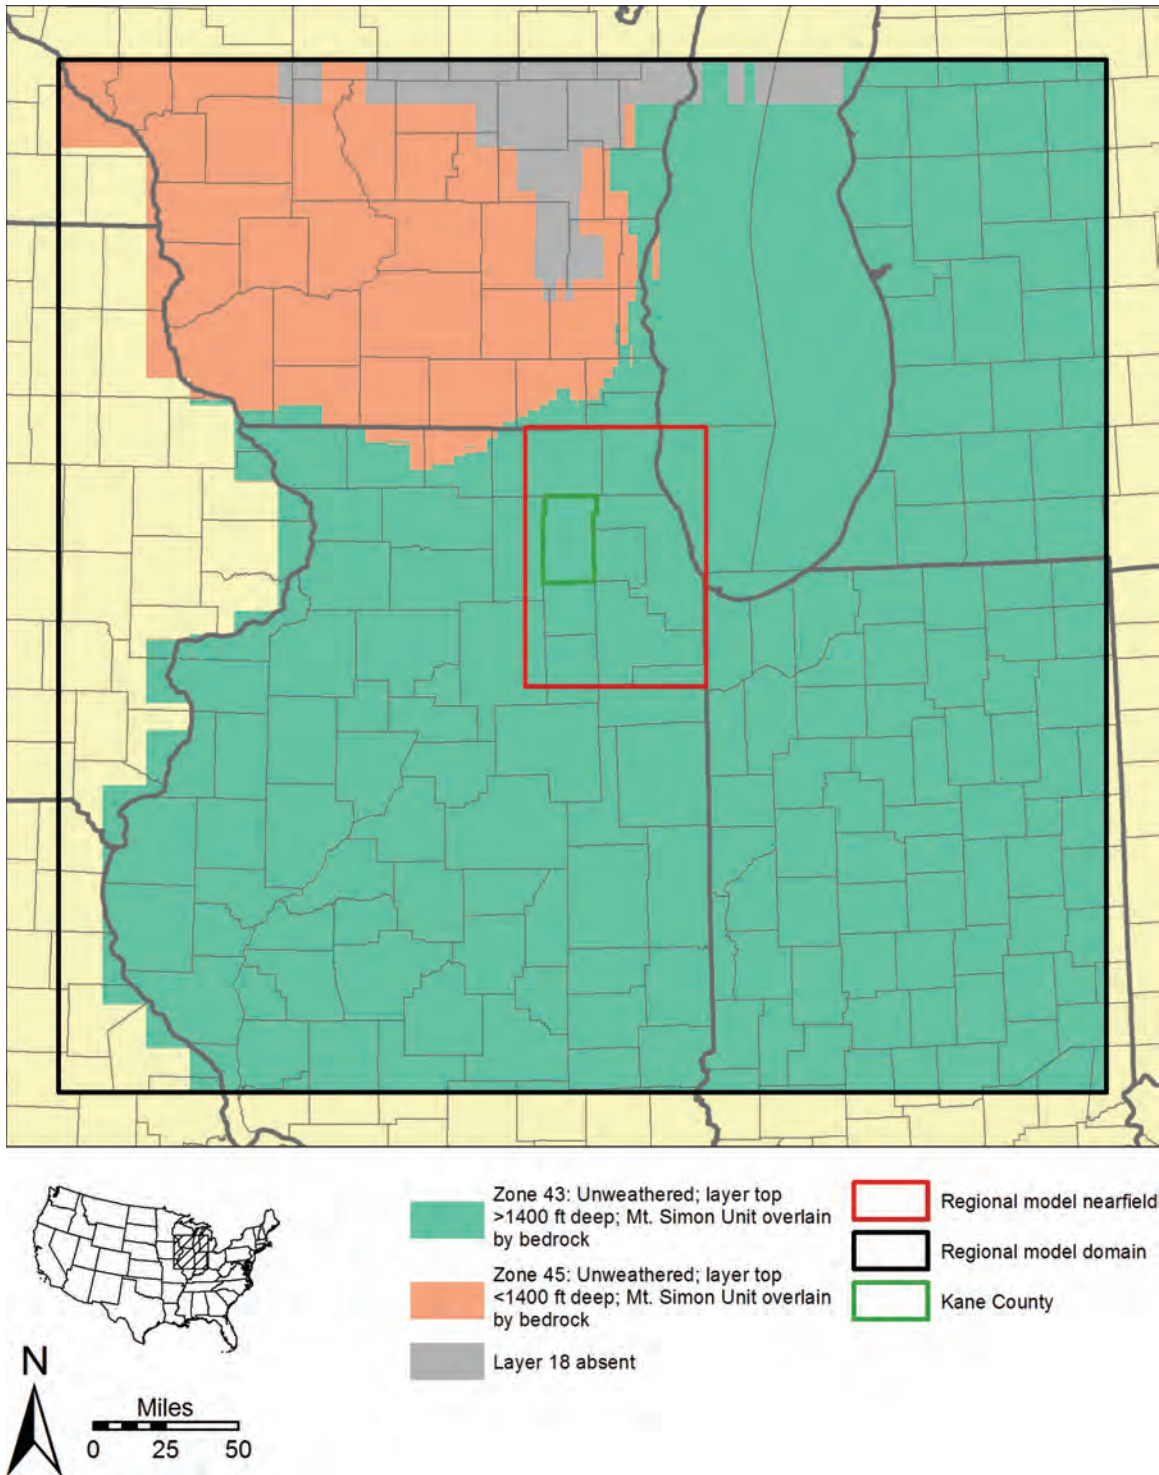 Zone 43: Unweathered; layer top
>1400 ft deep; Mt. Simon Unit overlain
by bedrock
Zone 45: Unweathered; layer top
<1400 ft deep; Mt. Simon Unit overlain
by bedrock
Layer 18 absent
Regional model nearfield
Regional model domain
Kane County
N
Miles
0 25 50